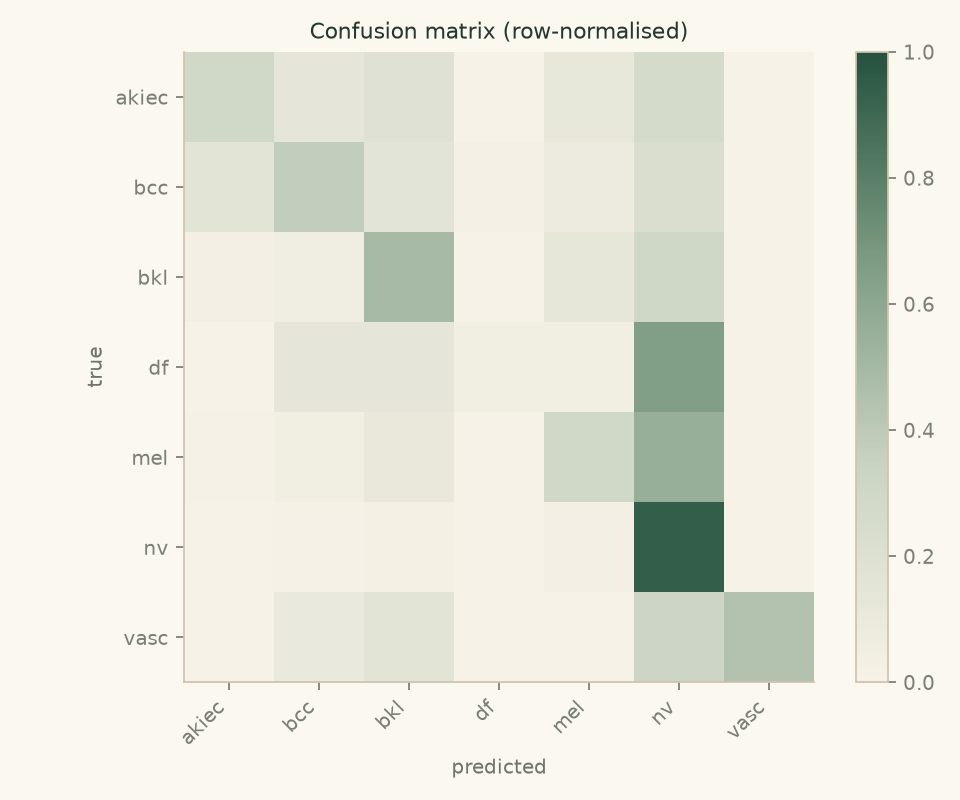 Confusion matrix (row-normalised)
akiec
bcc
bkl
df
mel
nv
vasc
true
akiec
bcc
bkl
df
mel
nv
vasc
predicted
1.0
0.8
0.6
0.4
0.2
0.0